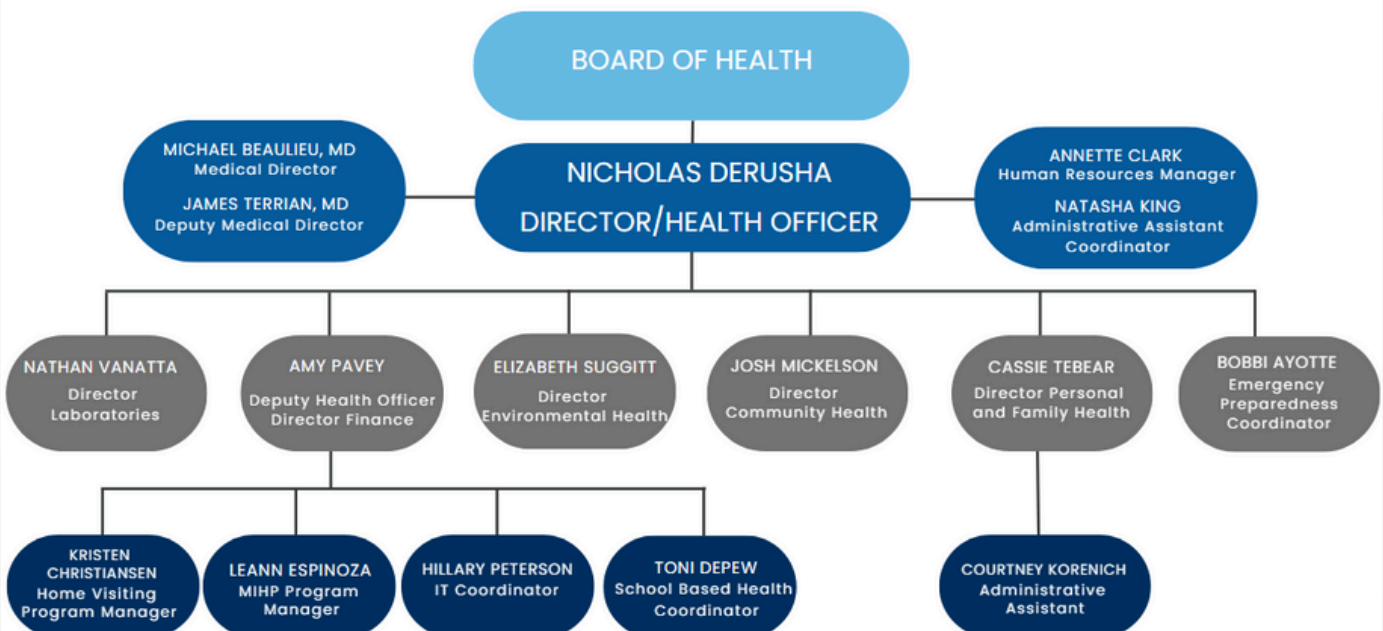 BOARD OF HEALTH
MICHAEL BEAULIEU, MD
Medical Director
JAMES TERRIAN, MD
Deputy Medical Director
NICHOLAS DERUSHA
DIRECTOR/HEALTH OFFICER
ANNETTE CLARK
Human Resources Manager
NATASHA KING
Administrative Assistant
Coordinator
NATHAN VANATTA
Director
Laboratories
AMY PAVEY
Deputy Health Officer
Director Finance
ELIZABETH SUGGITT
Director
Environmental Health
JOSH MICKELSON
Director
Community Health
CASSIE TEBEAR
Director Personal
and Family Health
BOBBI AYOTTE
Emergency
Preparedness
Coordinator
KRISTEN
CHRISTIANSEN
Home Visiting
Program Manager
LEANN ESPINOZA
MIHP Program
Manager
HILLARY PETERSON
IT Coordinator
TONI DEPEW
School Based Health
Coordinator
COURTNEY KORENICH
Administrative
Assistant